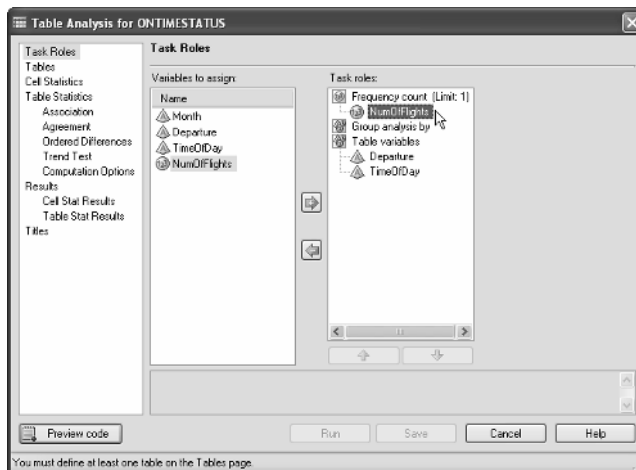 Table Analysis for ONTIMESTATUS
Task Roles
Tables
Cell Statistics
Table Statistics
Association
Agreement
Ordered Differences
Trend Test
Computation Options
Results
Cell Stat Results
Table Stat Results
Titles
Task Roles
Variables to assign:
Name
Month
Departure
TimeOfDay
NumOfFlights
Task roles:
Frequency count (Limit: 1)
NumOfFlights
Group analysis by
Table variables
Departure
TimeOfDay
Preview code
Run
Save
Cancel
Help
You must define at least one table on the Tables page.